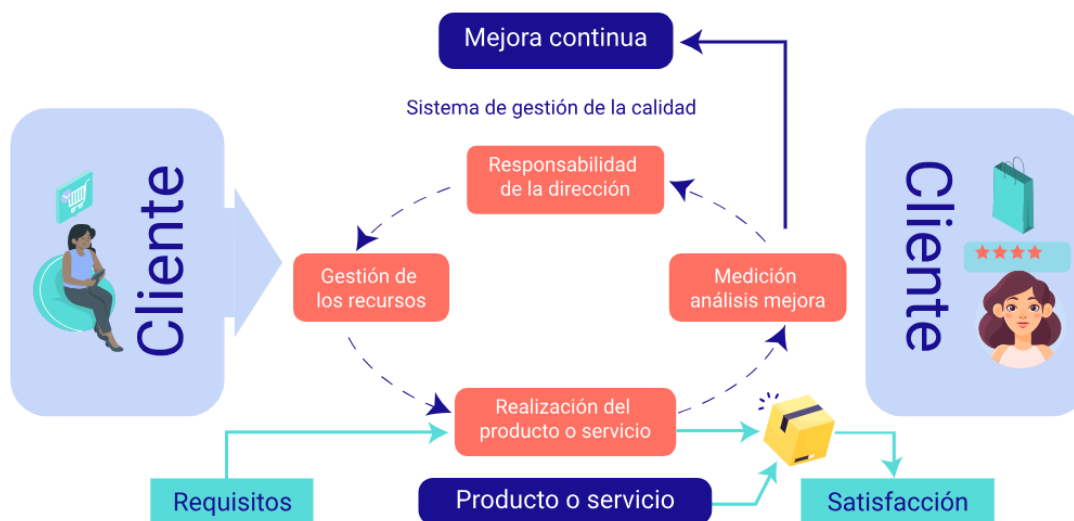 Mejora continua
Sistema de gestión de la calidad
Cliente
Responsabilidad
de la dirección
Gestión de
los recursos
Medición
análisis mejora
Realización del
producto o servicio
Cliente
Requisitos
Producto o servicio
Satisfacción